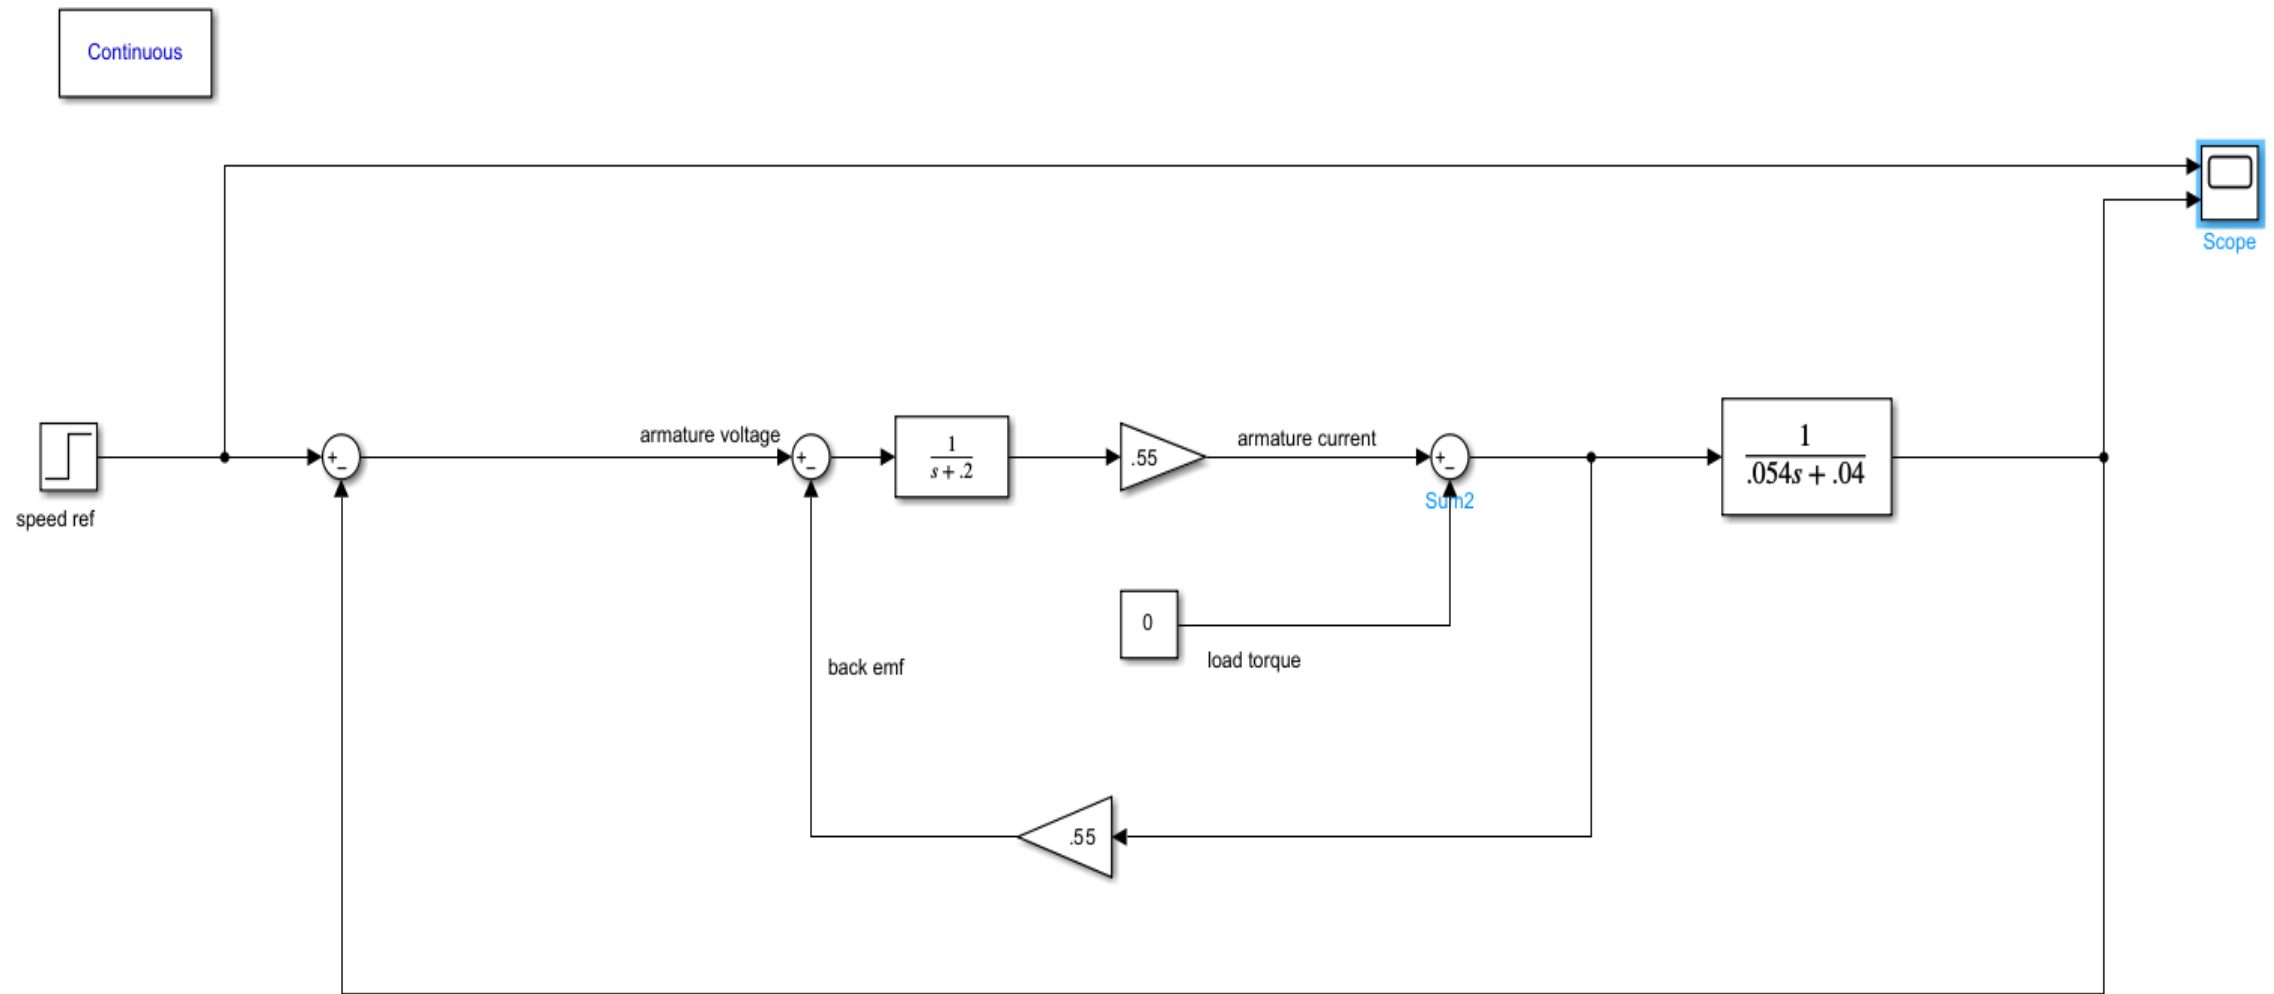 Continuous
Scope
speed ref
+
−
armature voltage
+
−
1
s + .2
.55
armature current
+
−
Sum2
1
.054s + .04
0
load torque
back emf
.55